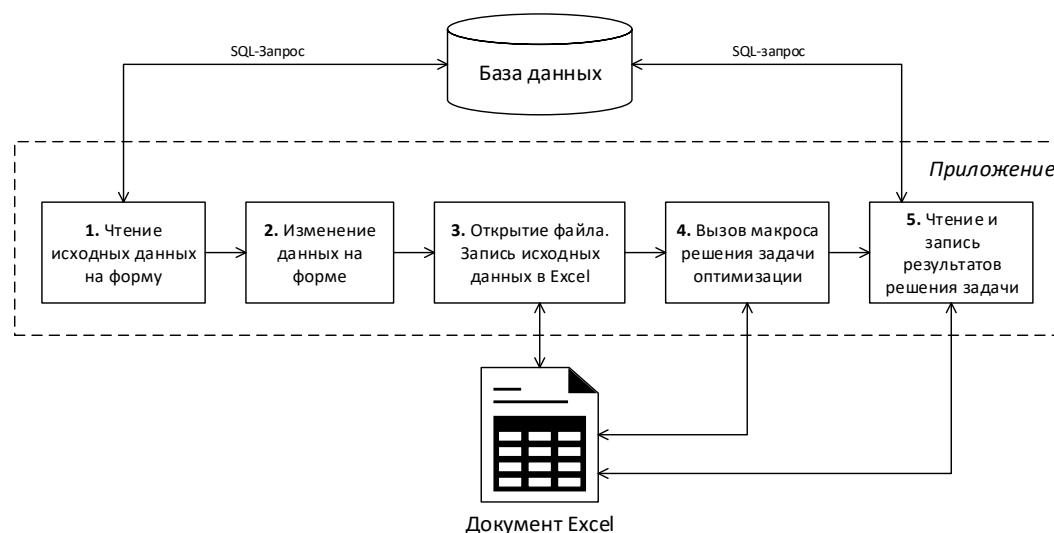 SQL-Запрос
SQL-запрос
База данных
Приложение
1. Чтение
исходных данных
на форму
2. Изменение
данных на
форме
3. Открытие файла.
Запись исходных
данных в Excel
4. Вызов макроса
решения задачи
оптимизации
5. Чтение и
запись
результатов
решения задачи
Документ Excel